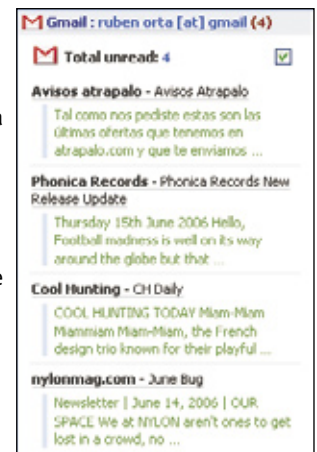 Gmail : ruben orta [at] gmail (4)
Total unread: 4
Avisos atrapalo - Avisos Atrapalo
Tal como nos pediste estas son las
últimas ofertas que tenemos en
atrapalo.com y que te enviamos ...
Phonica Records - Phonica Records New
Release Update
Thursday 15th June 2006 Hello,
Football madness is well on its way
around the globe but that ...
Cool Hunting - CH Daily
COOL HUNTING TODAY Miam-Miam
Miammiam Miam-Miam, the French
design trio known for their playful ...
nylonmag.com - June Bug
Newsletter | June 14, 2006 | OUR
SPACE We at NYLON aren't ones to get
lost in a crowd, no ...